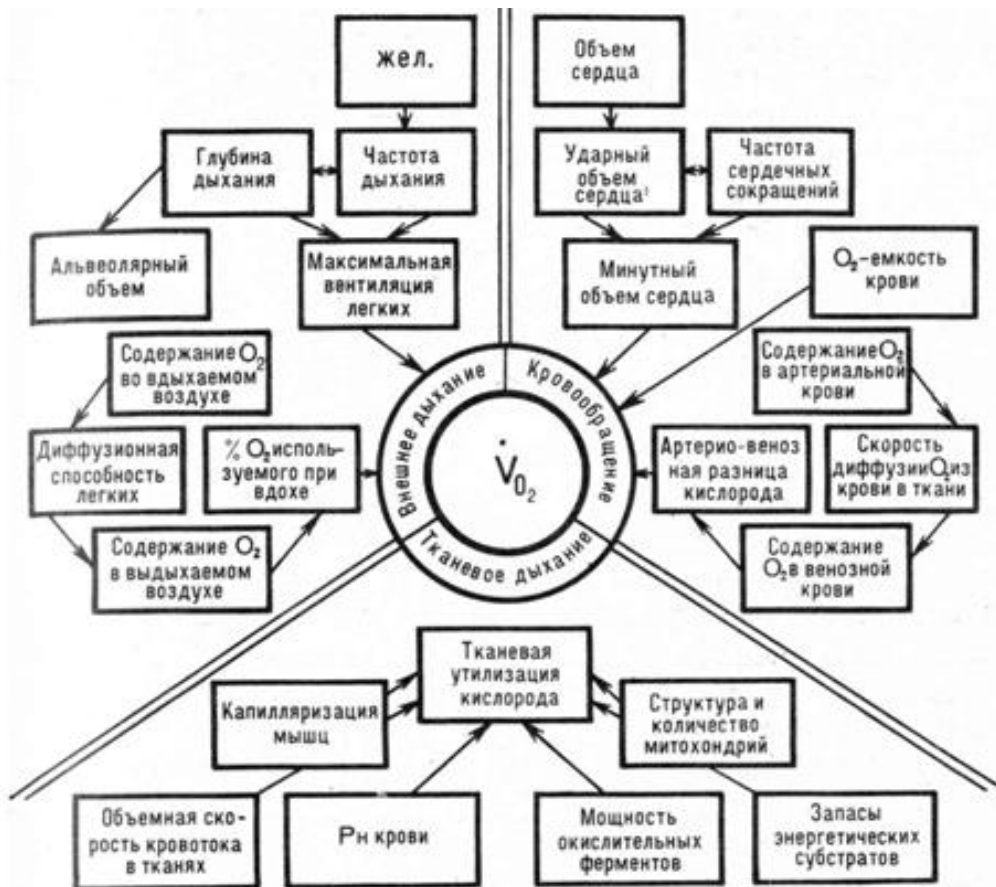 жел.
Объем
сердца
Глубина
дыхания
Частота
дыхания
Ударный
объем
сердца
Частота
сердечных
сокращений
Альвеолярный
объем
Максимальная
вентиляция
легких
Минутный
объем сердца
O₂-емкость
крови
Содержание O₂
во вдыхаемом
воздухе
Содержание O₂
в артериальной
крови
Диффузионная
способность
легких
% O₂ исполь-
зуемого при
вдохе
Внешнее дыхание
Кровообращение
Тканевое дыхание
V̇O₂
Артерио-веноз
ная разница
кислорода
Скорость
диффузии O₂ из
крови в ткани
Содержание O₂
в выдыхаемом
воздухе
Содержание
O₂ в венозной
крови
Тканевая
утилизация
кислорода
Капилляризация
мышц
Структура и
количество
митохондрий
Объемная ско-
рость кровотока
в тканях
Pн крови
Мощность
окислительных
ферментов
Запасы
энергетических
субстратов